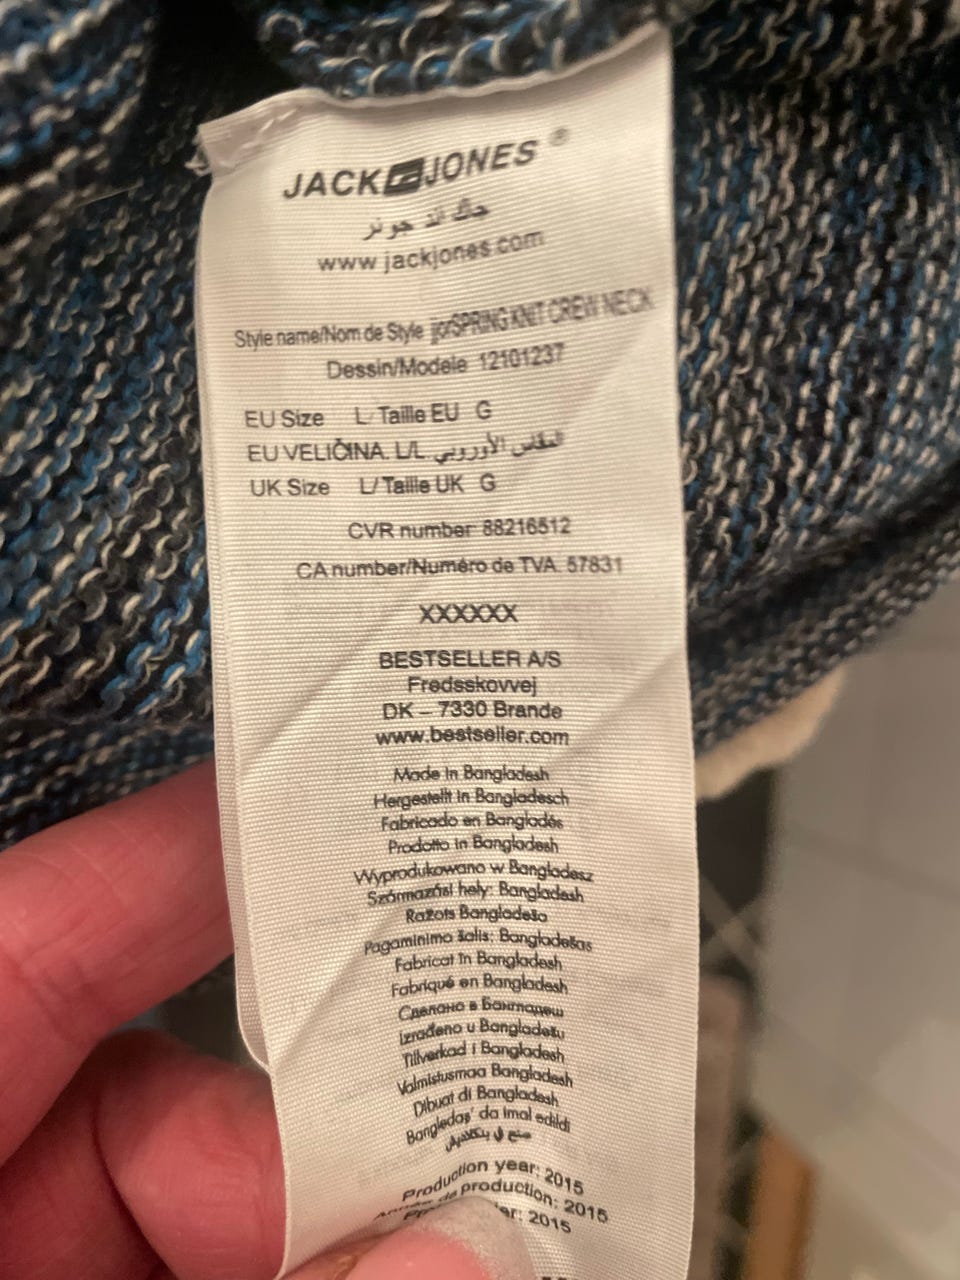 JACK JONES ®
جاك اند جونز
www.jackjones.com
Style name/Nom de Style jjorSPRING KNIT CREW NECK
Dessin/Modele 12101237
EU Size L/ Taille EU G
EU VELIČINA. L/L المقاس الأوروبي
UK Size L/ Taille UK G
CVR number 88216512
CA number/Numéro de TVA. 57831
XXXXXX
BESTSELLER A/S
Fredsskovvej
DK – 7330 Brande
www.bestseller.com
Made in Bangladesh
Hergestellt in Bangladesch
Fabricado en Bangladés
Prodotto in Bangladesh
Wyprodukowano w Bangladesz
Származási hely: Bangladesh
Ražots Bangladeša
Pagaminimo šalis: Bangladešas
Fabricat în Bangladesh
Fabriqué en Bangladesh
Сделано в Бангладеш
Izrađeno u Bangladešu
Tillverkad i Bangladesh
Valmistusmaa Bangladesh
Dibuat di Bangladesh
Bangledaş' da imal edildi
صنع في بنكلاديش
Production year: 2015
Année de production: 2015
2015